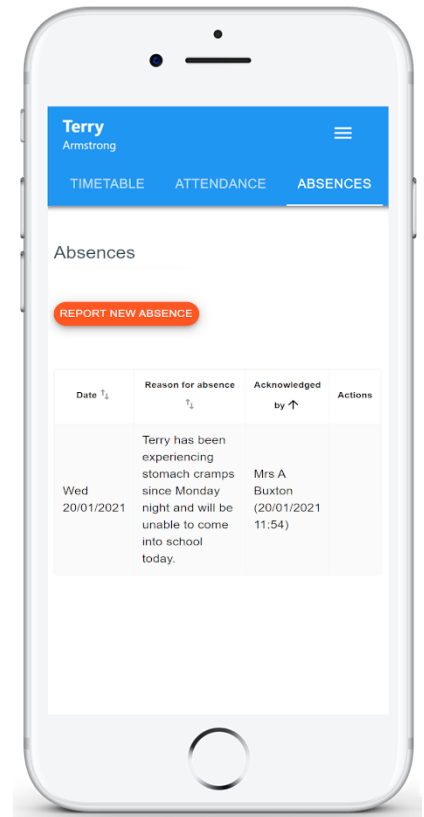 Terry
Armstrong
TIMETABLE ATTENDANCE ABSENCES
Absences
REPORT NEW ABSENCE
Date Reason for absence Acknowledged by Actions
Wed
20/01/2021
Terry has been
experiencing
stomach cramps
since Monday
night and will be
unable to come
into school
today.
Mrs A
Buxton
(20/01/2021
11:54)